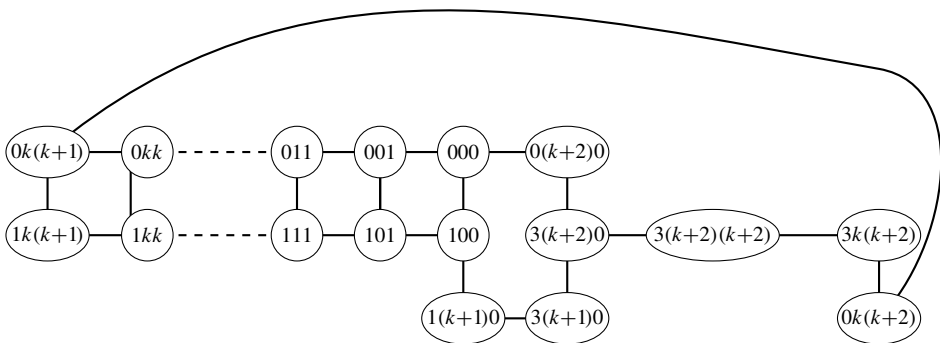 0k(k+1) 0kk 011 001 000 0(k+2)0
1k(k+1) 1kk 111 101 100 3(k+2)0 3(k+2)(k+2) 3k(k+2)
1(k+1)0 3(k+1)0 0k(k+2)